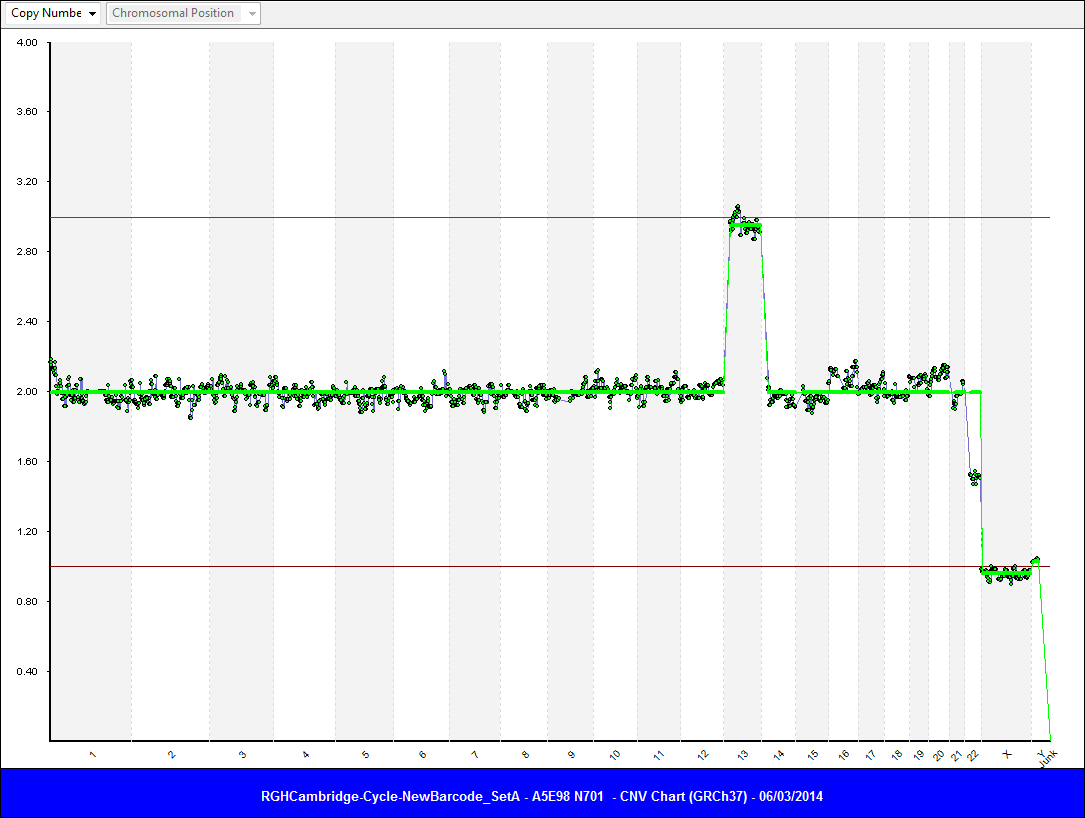 Copy Numbe
Chromosomal Position
4.00
3.60
3.20
2.80
2.40
2.00
1.60
1.20
0.80
0.40
1 2 3 4 5 6 7 8 9 10 11 12 13 14 15 16 17 18 19 20 21 22 X Y
Junk
RGHCambridge-Cycle-NewBarcode_SetA - A5E98 N701 - CNV Chart (GRCh37) - 06/03/2014